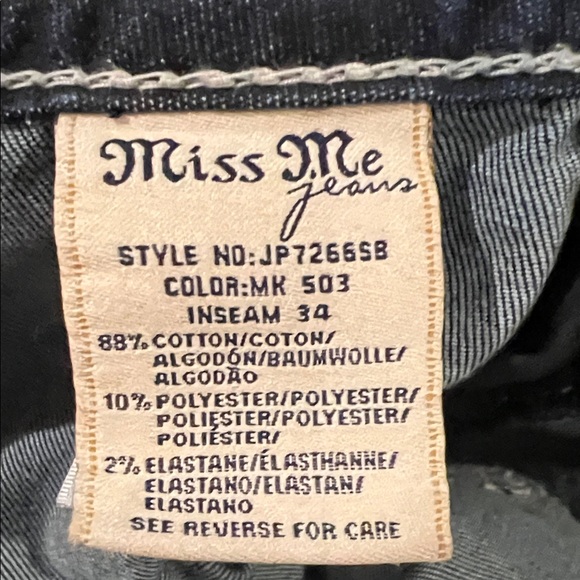 Miss Me
jeans
STYLE NO:JP7266SB
COLOR:MK 503
INSEAM 34
88% COTTON/COTON/
ALGODÓN/BAUMWOLLE/
ALGODÃO
10% POLYESTER/POLYESTER/
POLIESTER/POLYESTER/
POLIÉSTER/
2% ELASTANE/ÉLASTHANNE/
ELASTANO/ELASTAN/
ELASTANO
SEE REVERSE FOR CARE